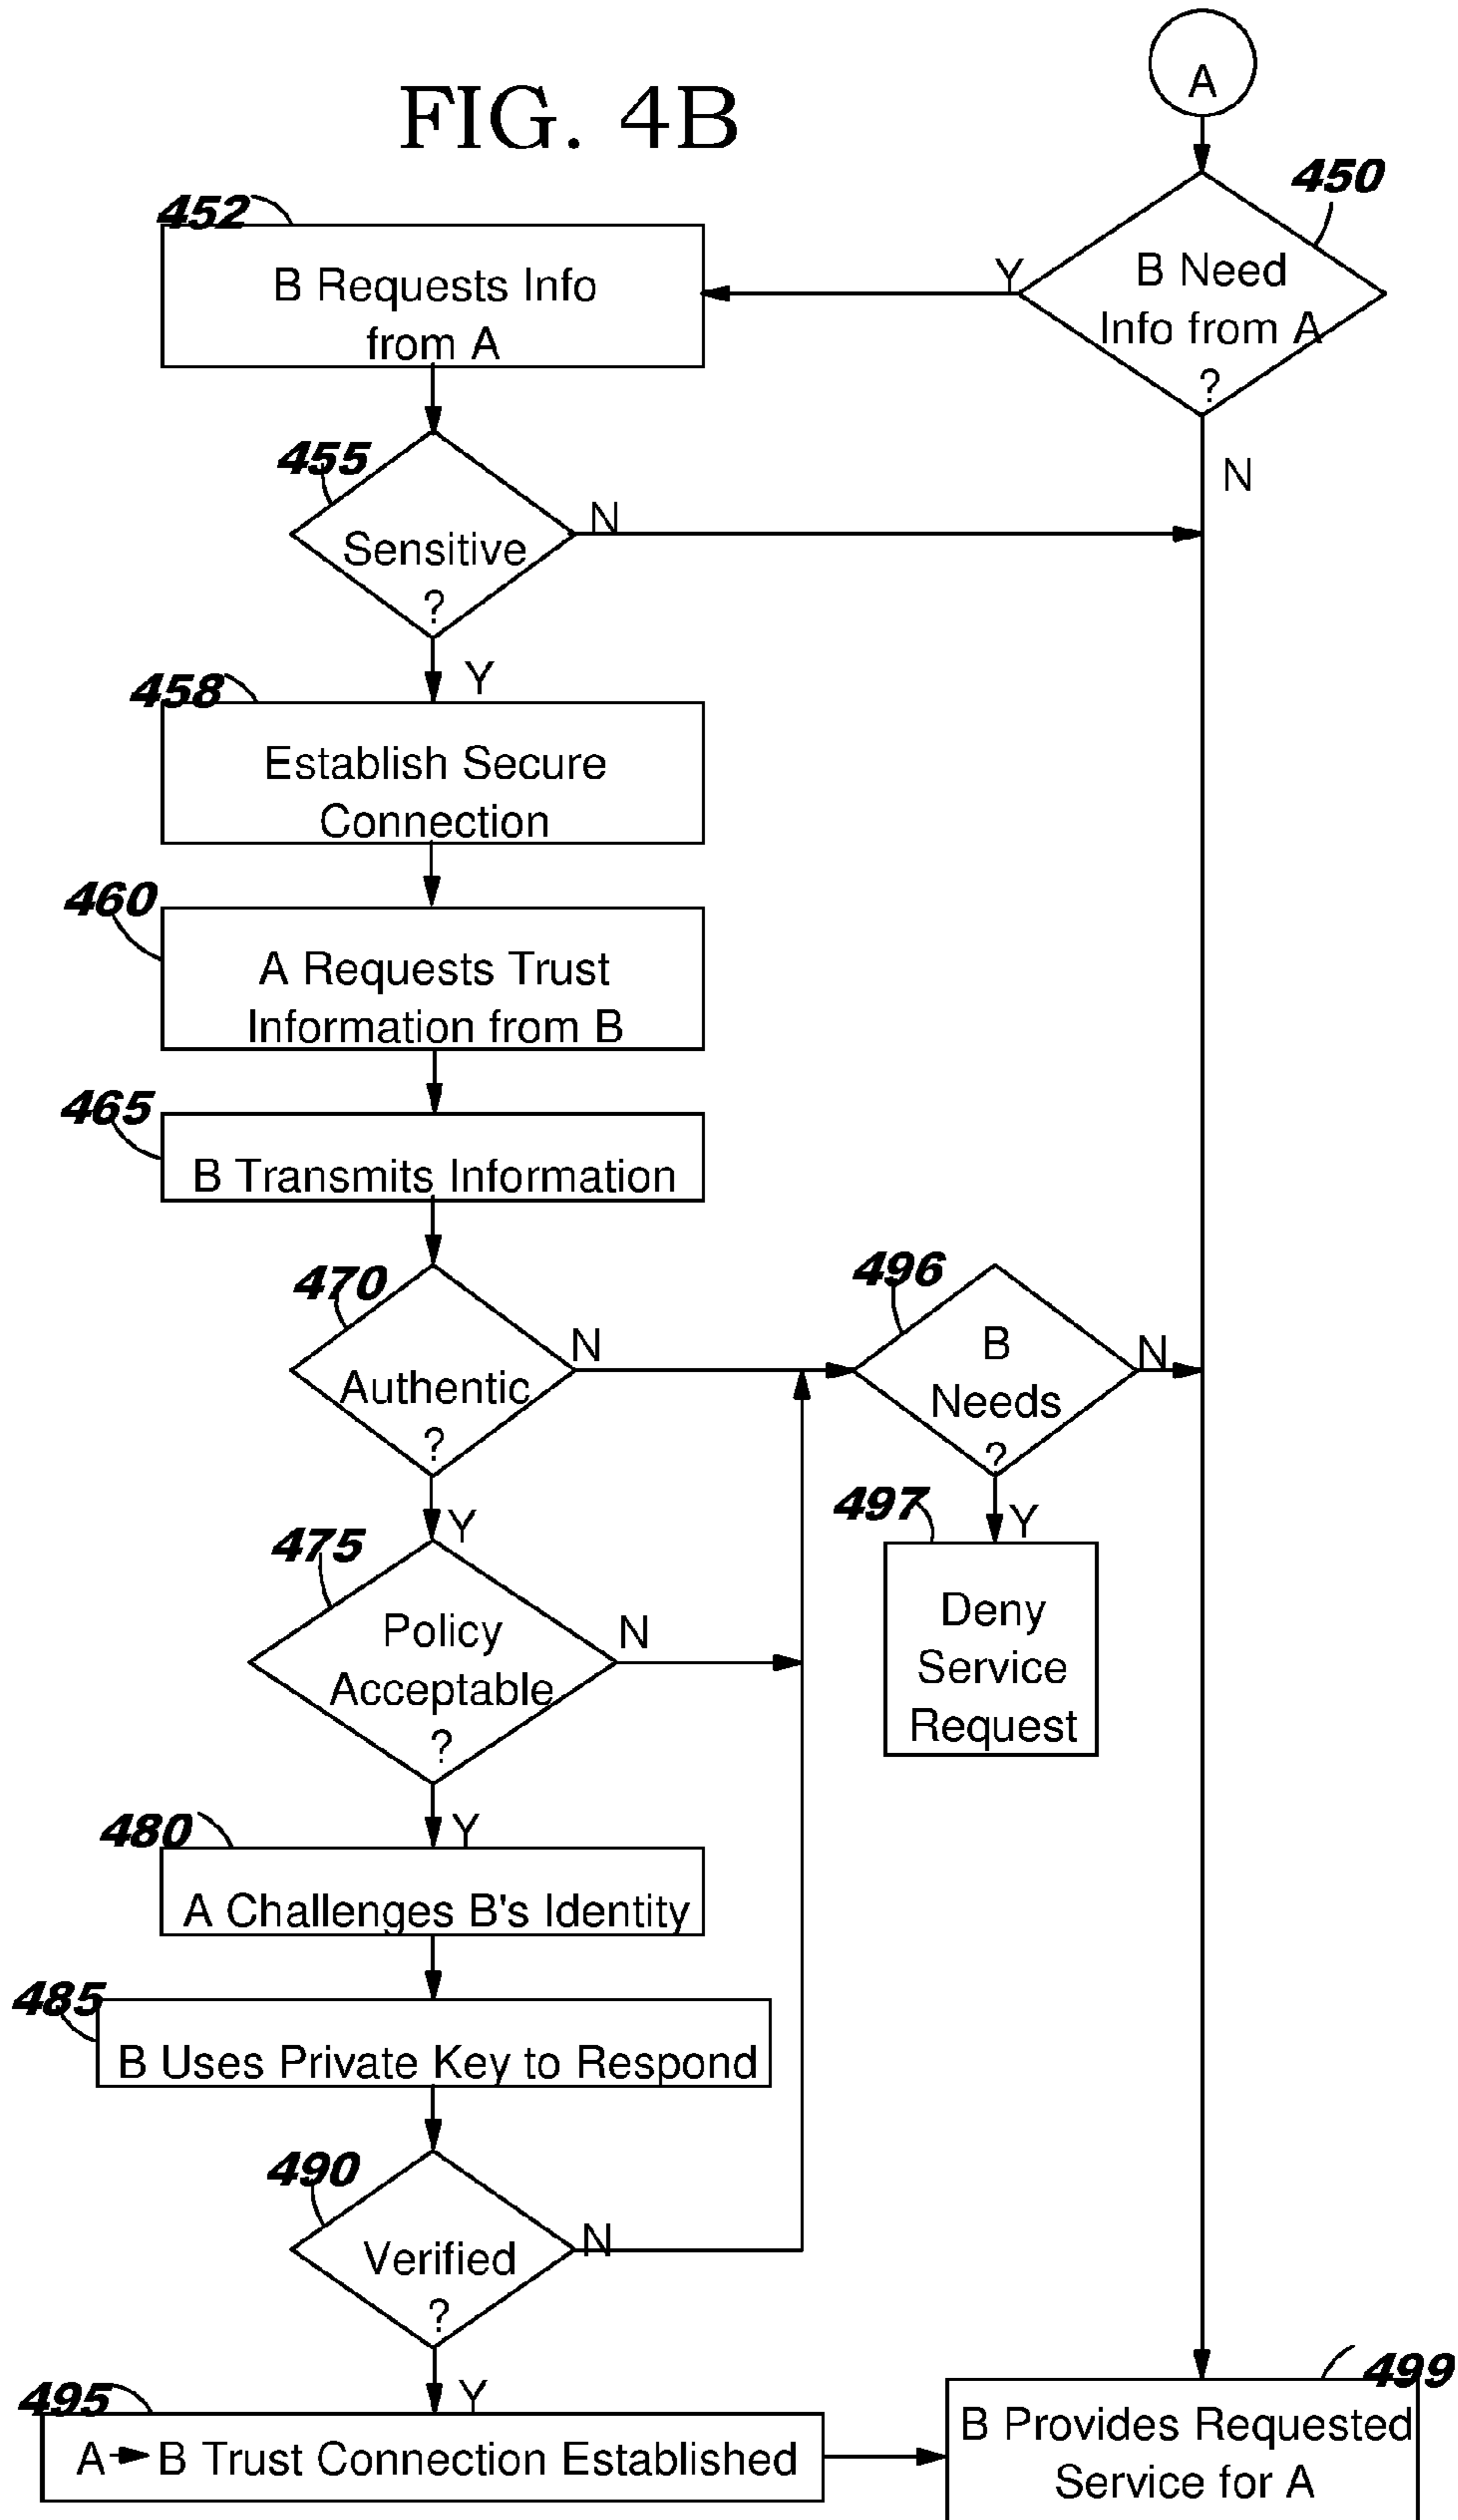 A
FIG. 4B
450
452
B Need
Info from A
?
Y
B Requests Info
from A
N
455
Sensitive
?
N
Y
458
Establish Secure
Connection
460
A Requests Trust
Information from B
465
B Transmits Information
470
Authentic
?
N
496
B
Needs
?
N
Y
497
Y
Deny
Service
Request
475
Policy
Acceptable
?
N
Y
480
A Challenges B's Identity
485
B Uses Private Key to Respond
490
Verified
?
N
Y
495
A B Trust Connection Established
499
B Provides Requested
Service for A